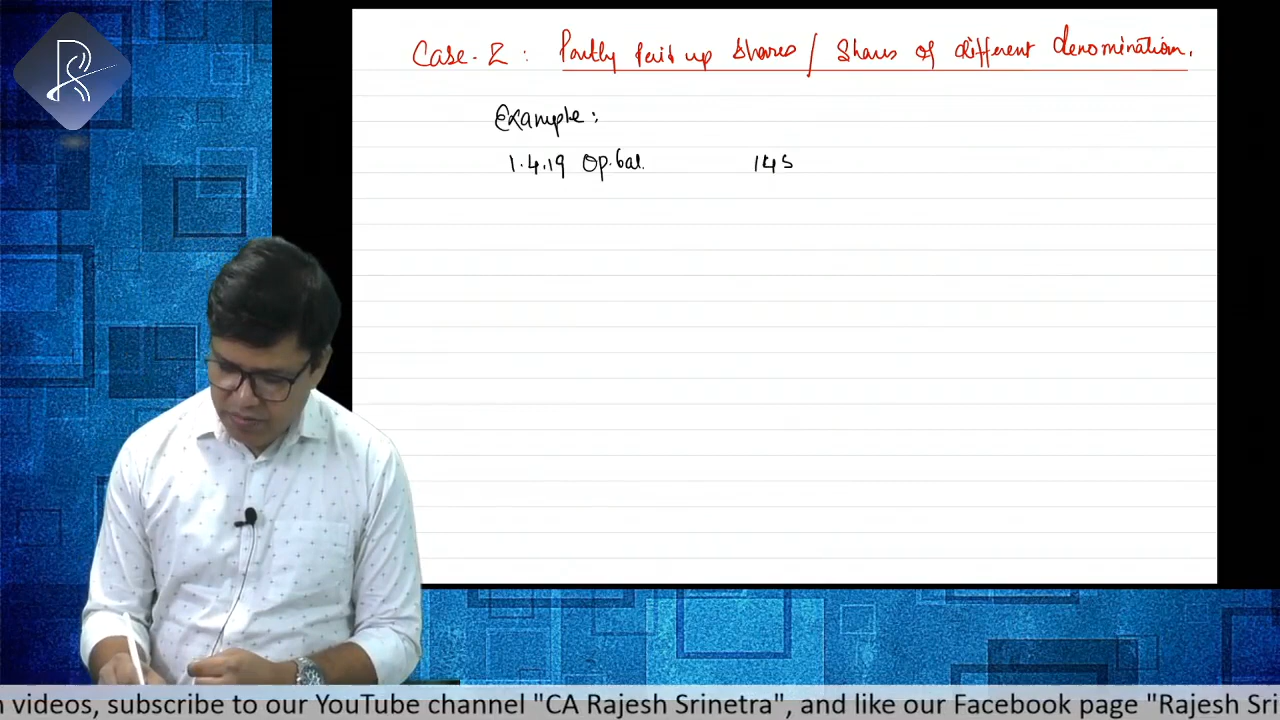 RS
Case-2 : Partly paid up shares / Shares of different denomination.
Example:
1.4.19 Op.bal. 145
n videos, subscribe to our YouTube channel "CA Rajesh Srinetra", and like our Facebook page "Rajesh Sri